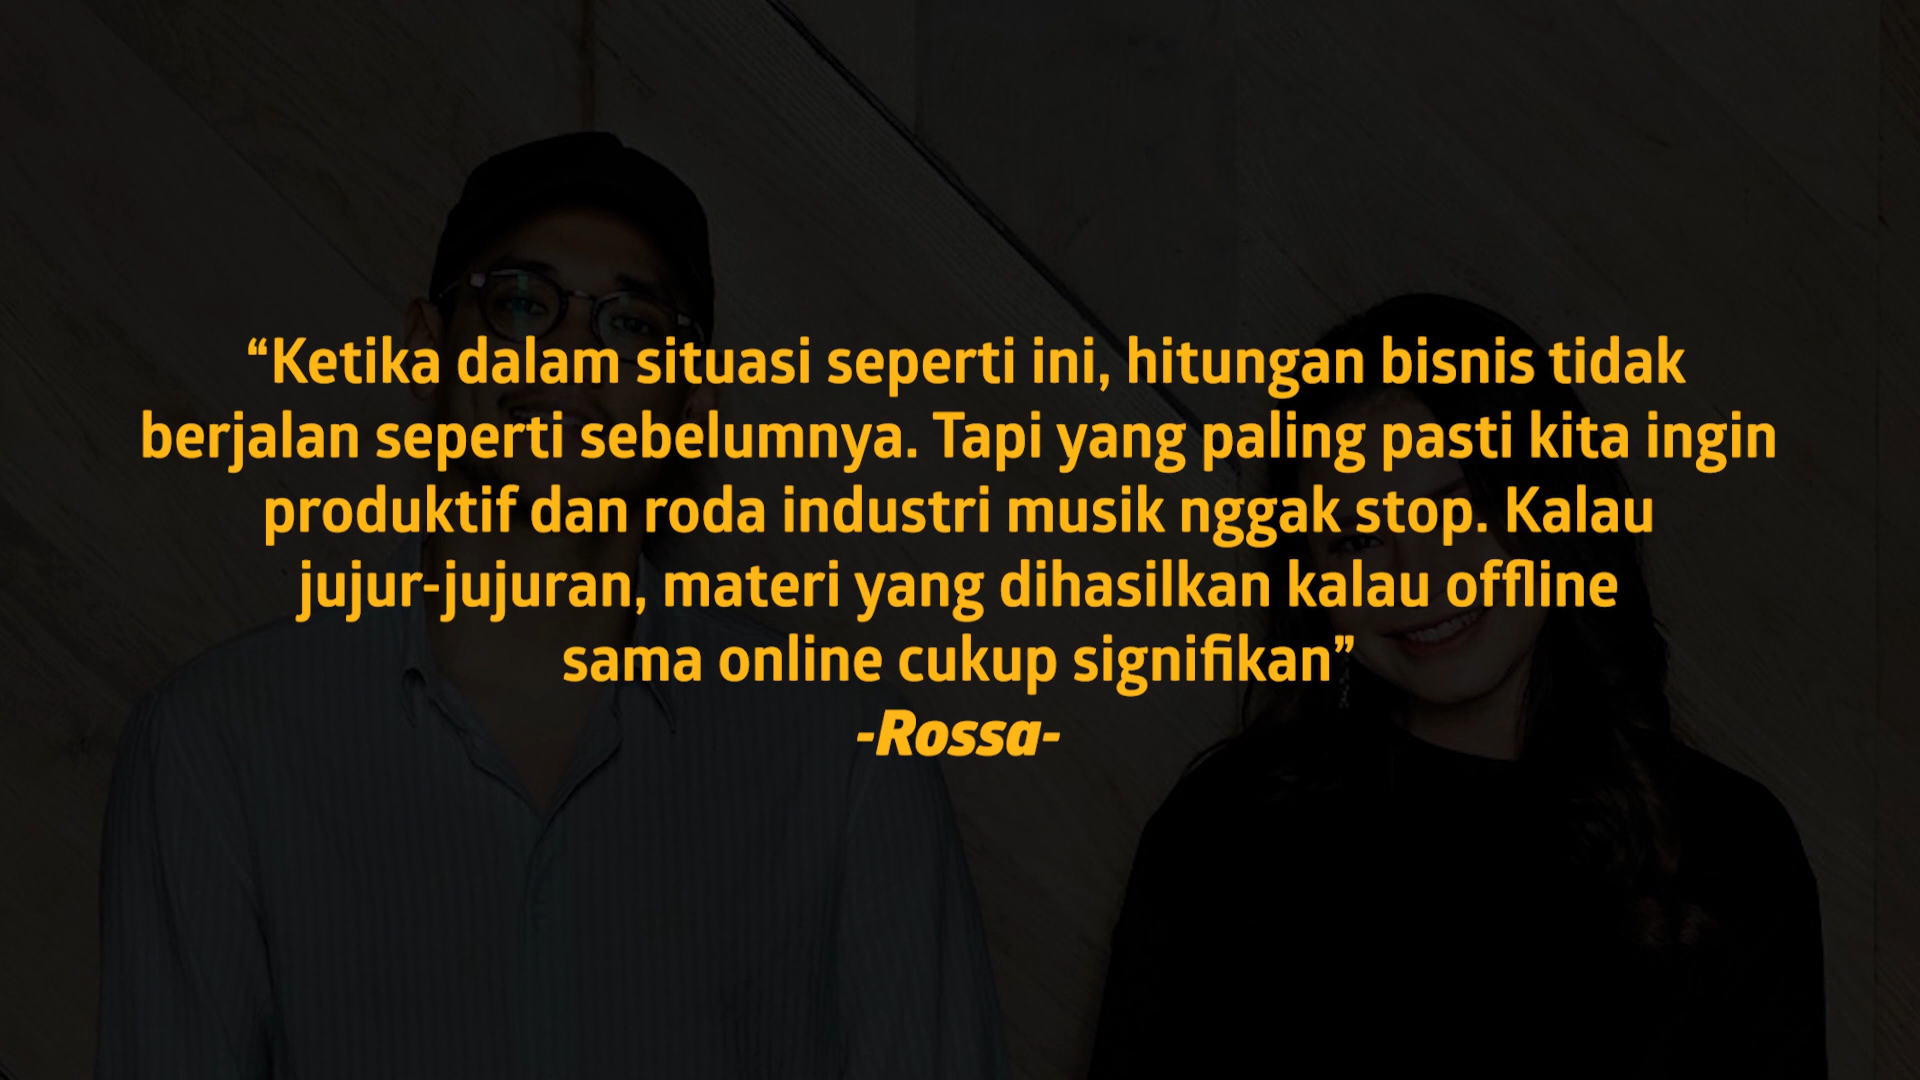 “Ketika dalam situasi seperti ini, hitungan bisnis tidak
berjalan seperti sebelumnya. Tapi yang paling pasti kita ingin
produktif dan roda industri musik nggak stop. Kalau
jujur-jujuran, materi yang dihasilkan kalau offline
sama online cukup signifikan”
-Rossa-